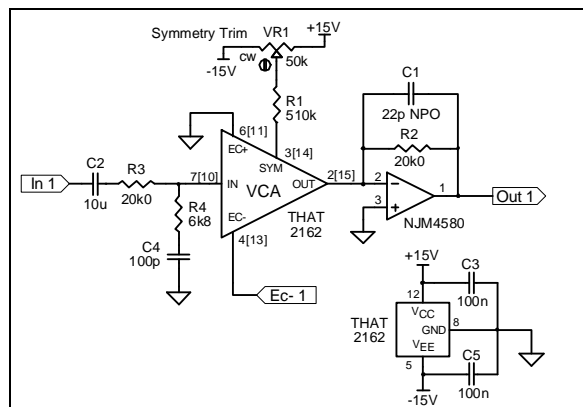 Symmetry Trim
VR1
+15V
-15V
cw
50k
R1
510k
C1
22p NPO
R2
20k0
6[11]
EC+
3[14]
SYM
C2
10u
R3
20k0
In 1
7[10]
IN
VCA
OUT
2[15]
2
3
1
Out 1
NJM4580
R4
6k8
EC-
4[13]
THAT
2162
C4
100p
Ec- 1
+15V
C3
100n
12
THAT
2162
VCC
GND
8
VEE
5
C5
100n
-15V